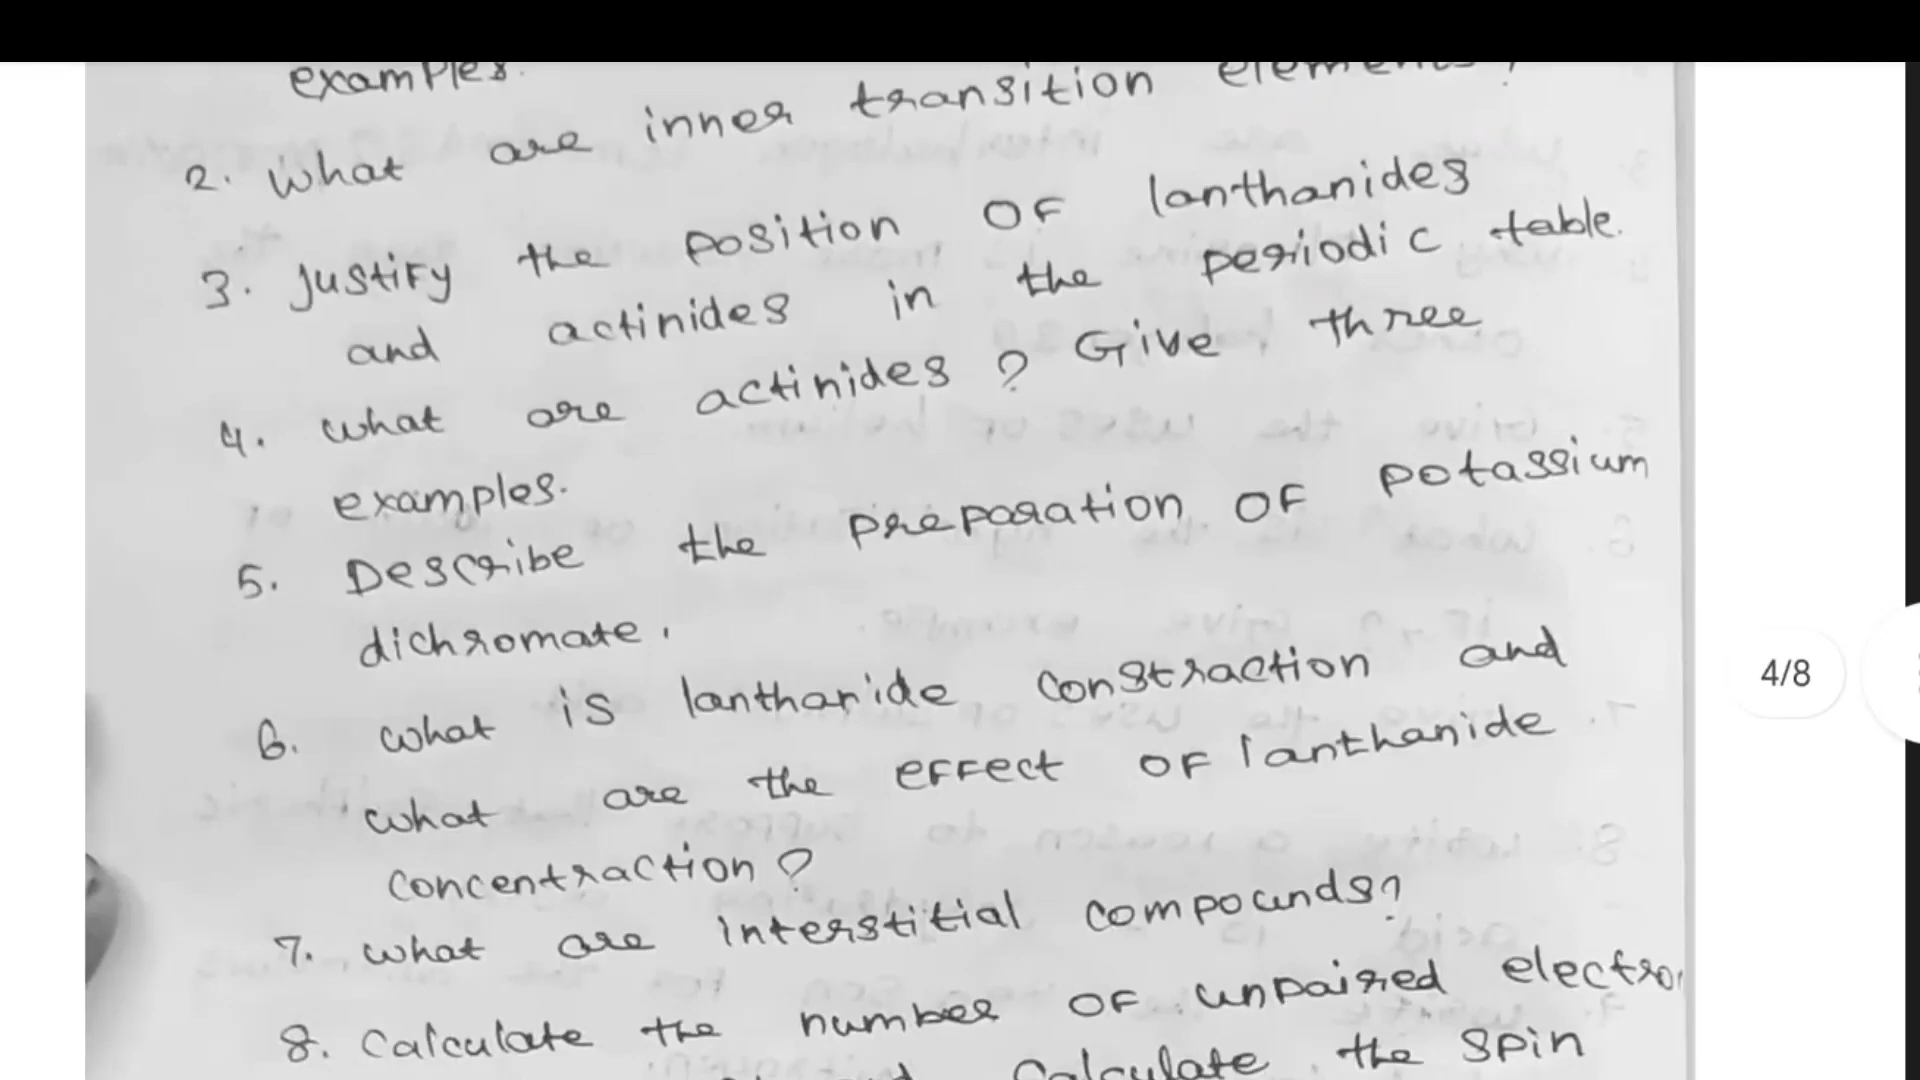 examples.
2. What are inner transition elements?
3. Justify the position of lanthanides
and actinides in the periodic table.
4. What are actinides? Give three
examples.
5. Describe the preparation of potassium
dichromate.
6. What is lanthanide constraction and
what are the effect of lanthanide
concentraction?
7. What are interstitial compounds?
8. Calculate the number of unpaired electro
Calculate the spin
4/8